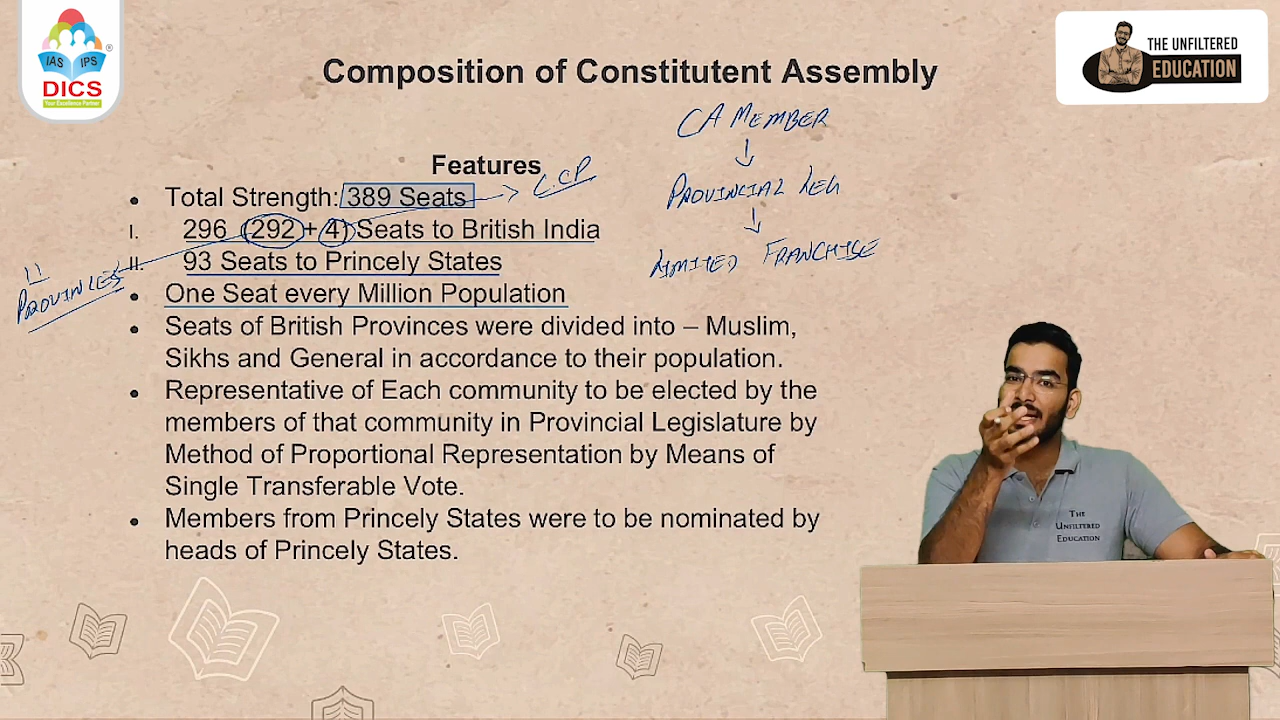 IAS IPS
DICS
Your Excellence Partner
®
THE UNFILTERED
EDUCATION
Composition of Constitutent Assembly
CA MEMBER
↓
PROVINCIAL LEG
↓
LIMITED FRANCHISE
Features
• Total Strength: 389 Seats
I. 296 (292 + 4) Seats to British India
II. 93 Seats to Princely States
11
PROVINCES
• One Seat every Million Population
• Seats of British Provinces were divided into – Muslim,
Sikhs and General in accordance to their population.
• Representative of Each community to be elected by the
members of that community in Provincial Legislature by
Method of Proportional Representation by Means of
Single Transferable Vote.
• Members from Princely States were to be nominated by
heads of Princely States.
THE
UNFILTERED
EDUCATION